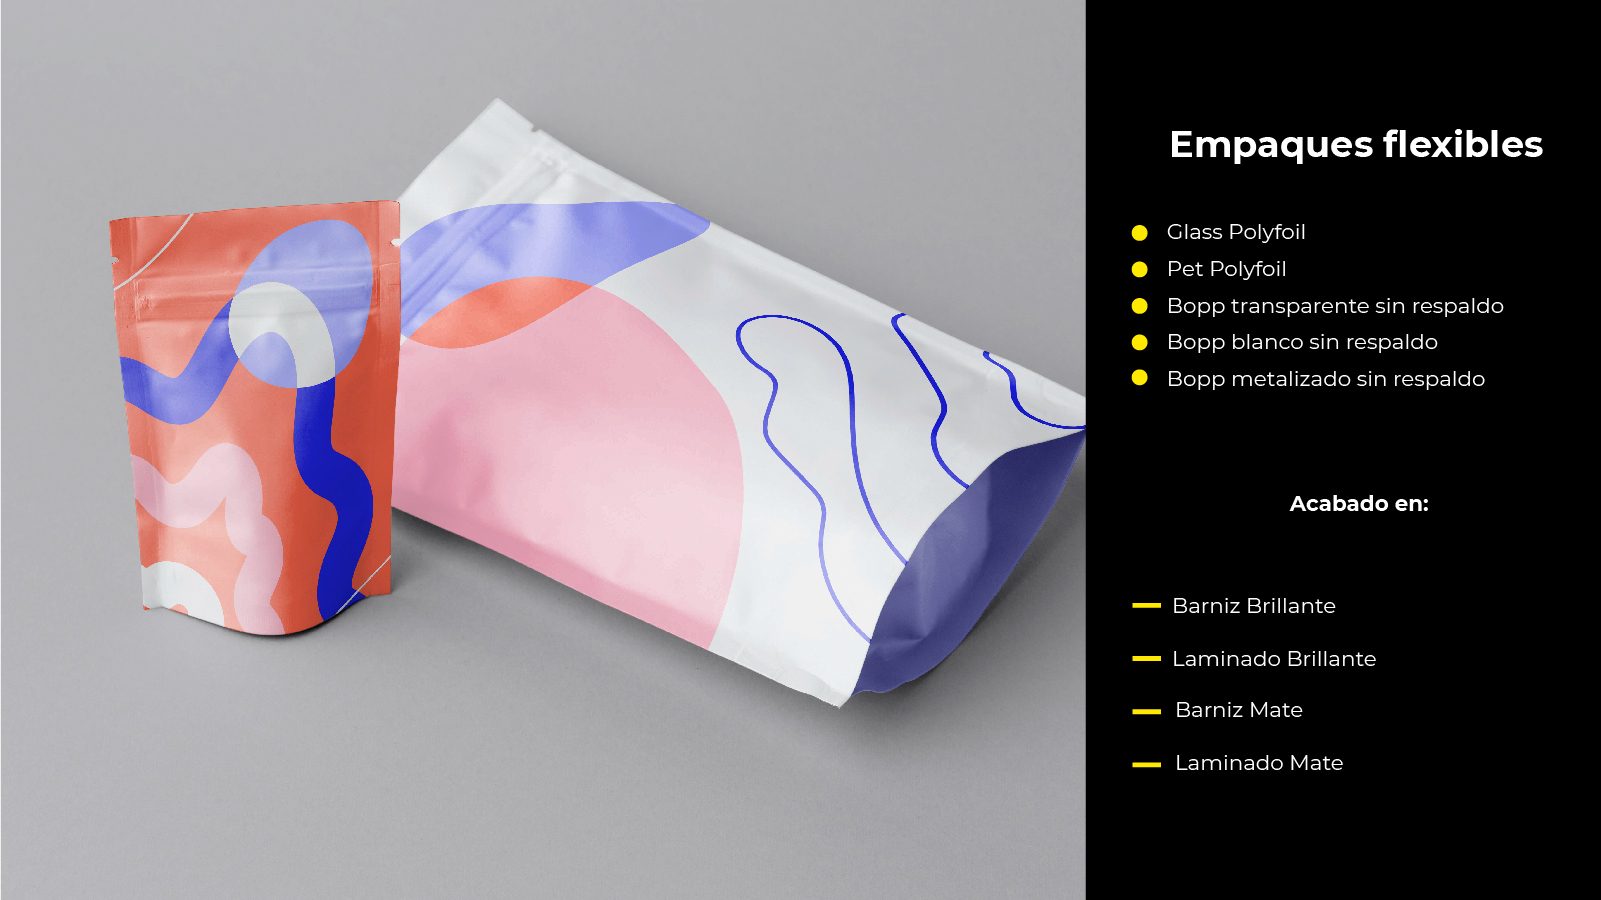 Empaques flexibles
Glass Polyfoil
Pet Polyfoil
Bopp transparente sin respaldo
Bopp blanco sin respaldo
Bopp metalizado sin respaldo
Acabado en:
Barniz Brillante
Laminado Brillante
Barniz Mate
Laminado Mate